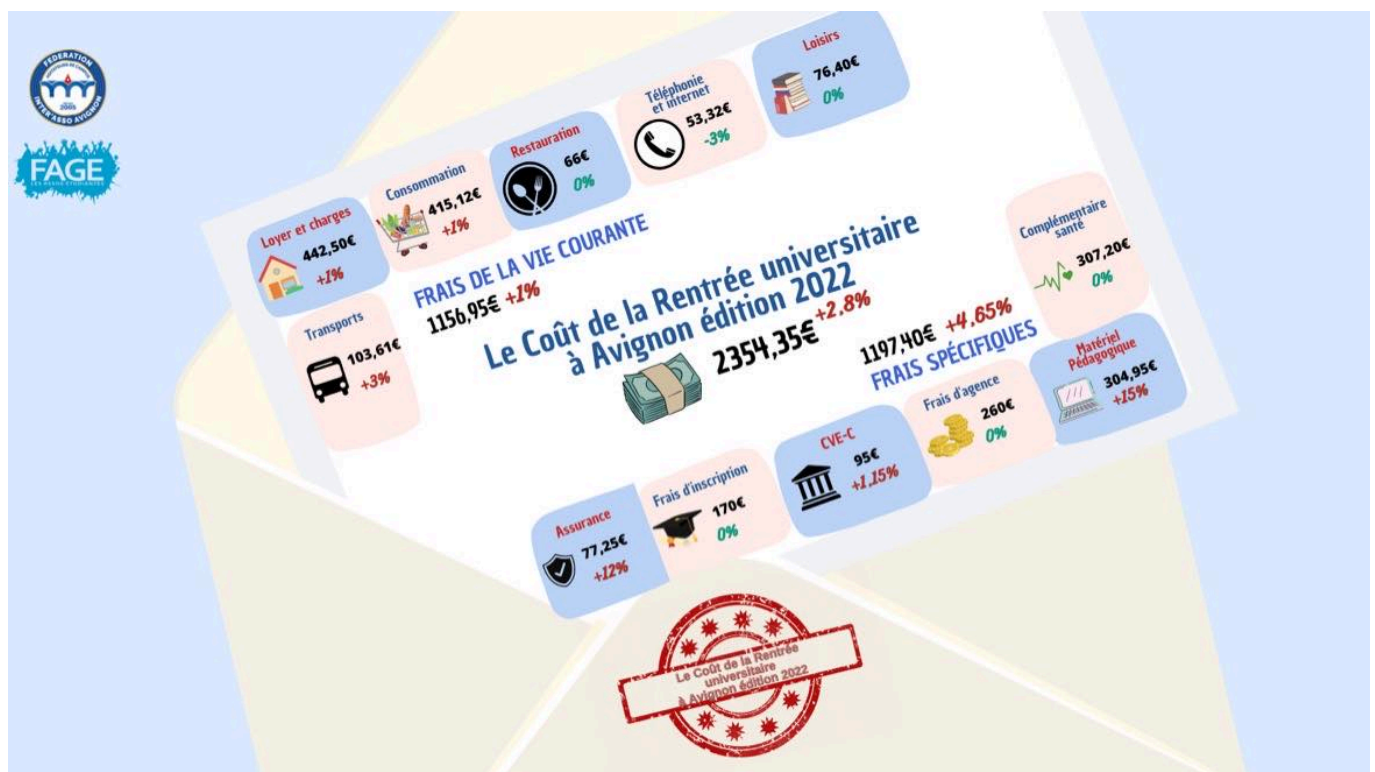 FEDERATION
INTER'ASSO AVIGNON
2005
FAGE
LES ASSOS ÉTUDIANTES
Loyer et charges
442,50€
+1%
Consommation
415,12€
+1%
Restauration
66€
0%
Téléphonie
et internet
53,32€
-3%
Loisirs
76,40€
0%
Transports
103,61€
+3%
FRAIS DE LA VIE COURANTE
1156,95€ +1%
Le Coût de la Rentrée universitaire
à Avignon édition 2022
2354,35€ +2,8%
1197,40€ +4,65%
FRAIS SPÉCIFIQUES
Complémentaire
santé
307,20€
0%
Matériel
Pédagogique
304,95€
+15%
Frais d'agence
260€
0%
CVE-C
95€
+1,15%
Frais d'inscription
170€
0%
Assurance
77,25€
+12%
Le Coût de la Rentrée
universitaire
à Avignon édition 2022